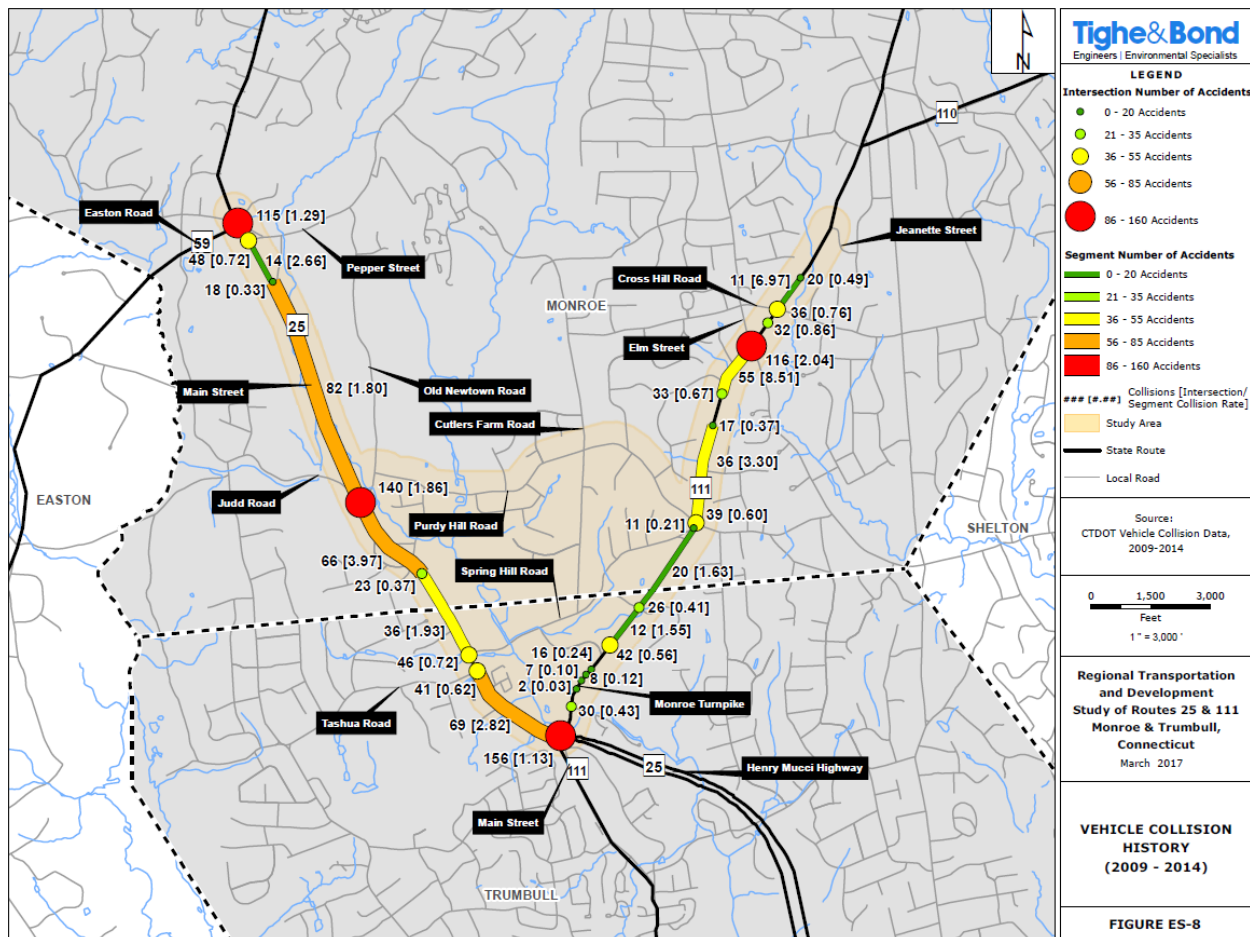 N
110
Easton Road
59
115 [1.29]
48 [0.72]
14 [2.66]
Pepper Street
18 [0.33]
25
MONROE
Jeanette Street
Cross Hill Road
11 [6.97]
20 [0.49]
36 [0.76]
32 [0.86]
Elm Street
116 [2.04]
55 [8.51]
33 [0.67]
Main Street
82 [1.80]
Old Newtown Road
17 [0.37]
Cutlers Farm Road
36 [3.30]
111
EASTON
140 [1.86]
Judd Road
Purdy Hill Road
39 [0.60]
11 [0.21]
SHELTON
66 [3.97]
23 [0.37]
Spring Hill Road
20 [1.63]
26 [0.41]
36 [1.93]
12 [1.55]
42 [0.56]
46 [0.72]
16 [0.24]
41 [0.62]
7 [0.10]
8 [0.12]
2 [0.03]
Monroe Turnpike
Tashua Road
30 [0.43]
69 [2.82]
156 [1.13]
111
25
Henry Mucci Highway
Main Street
TRUMBULL
Tighe&Bond
Engineers | Environmental Specialists
LEGEND
Intersection Number of Accidents
0 - 20 Accidents
21 - 35 Accidents
36 - 55 Accidents
56 - 85 Accidents
86 - 160 Accidents
Segment Number of Accidents
0 - 20 Accidents
21 - 35 Accidents
36 - 55 Accidents
56 - 85 Accidents
86 - 160 Accidents
### [#.##] Collisions [Intersection/
Segment Collision Rate]
Study Area
State Route
Local Road
Source:
CTDOT Vehicle Collision Data,
2009-2014
0 1,500 3,000
Feet
1 " = 3,000 '
Regional Transportation
and Development
Study of Routes 25 & 111
Monroe & Trumbull,
Connecticut
March 2017
VEHICLE COLLISION
HISTORY
(2009 - 2014)
FIGURE ES-8